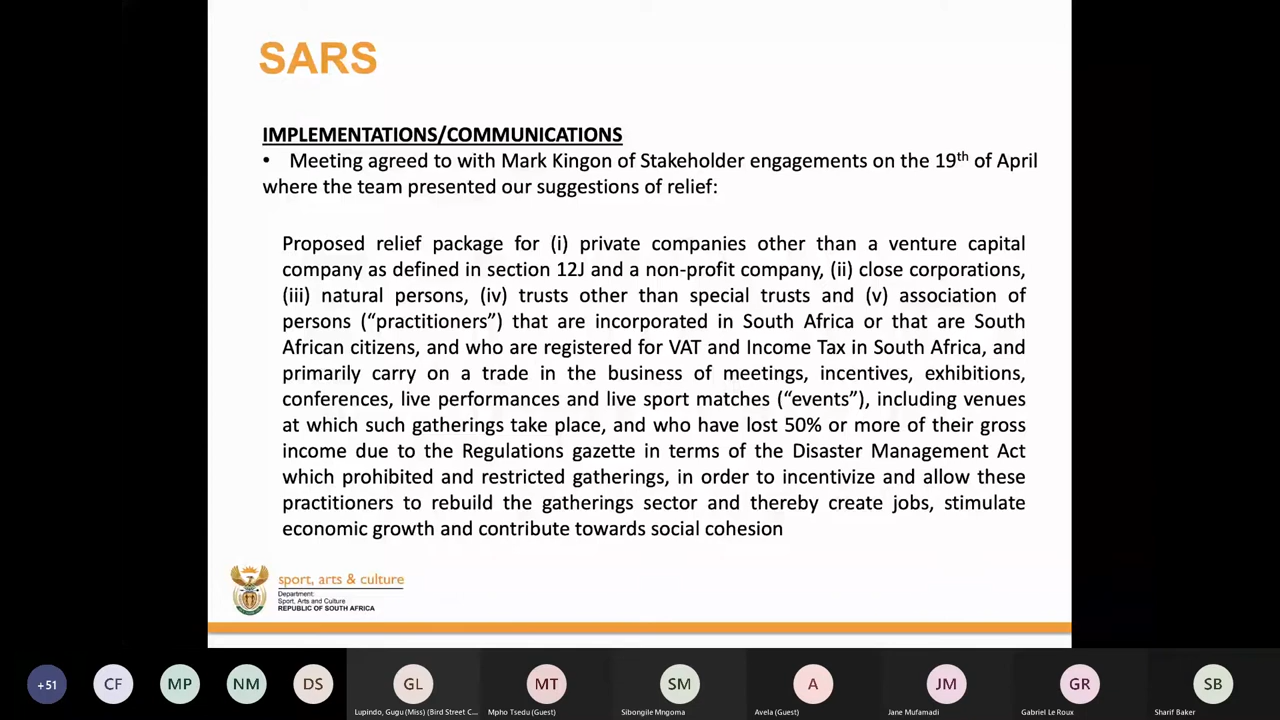 SARS
IMPLEMENTATIONS/COMMUNICATIONS
• Meeting agreed to with Mark Kingon of Stakeholder engagements on the 19th of April
where the team presented our suggestions of relief:
Proposed relief package for (i) private companies other than a venture capital
company as defined in section 12J and a non-profit company, (ii) close corporations,
(iii) natural persons, (iv) trusts other than special trusts and (v) association of
persons (“practitioners”) that are incorporated in South Africa or that are South
African citizens, and who are registered for VAT and Income Tax in South Africa, and
primarily carry on a trade in the business of meetings, incentives, exhibitions,
conferences, live performances and live sport matches (“events”), including venues
at which such gatherings take place, and who have lost 50% or more of their gross
income due to the Regulations gazette in terms of the Disaster Management Act
which prohibited and restricted gatherings, in order to incentivize and allow these
practitioners to rebuild the gatherings sector and thereby create jobs, stimulate
economic growth and contribute towards social cohesion
sport, arts & culture
Department:
Sport, Arts and Culture
REPUBLIC OF SOUTH AFRICA
+51 CF MP NM DS GL MT SM A JM GR SB
Lupindo, Gugu (Miss) (Bird Street C... Mpho Tsedu (Guest) Sibongile Mngoma Avela (Guest) Jane Mufamadi Gabriel Le Roux Sharif Baker